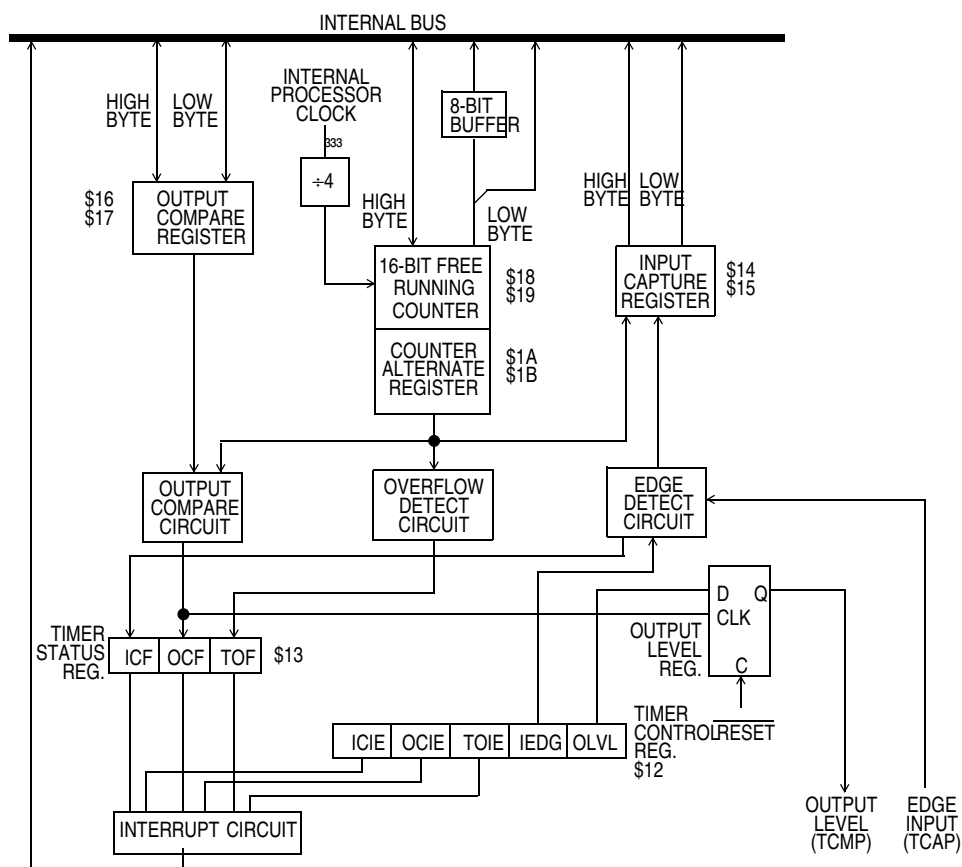 INTERNAL BUS
HIGH
BYTE
LOW
BYTE
INTERNAL
PROCESSOR
CLOCK
333
÷4
8-BIT
BUFFER
HIGH
BYTE
LOW
BYTE
HIGH
BYTE
LOW
BYTE
$16
$17
OUTPUT
COMPARE
REGISTER
16-BIT FREE
RUNNING
COUNTER
$18
$19
COUNTER
ALTERNATE
REGISTER
$1A
$1B
INPUT
CAPTURE
REGISTER
$14
$15
OUTPUT
COMPARE
CIRCUIT
OVERFLOW
DETECT
CIRCUIT
EDGE
DETECT
CIRCUIT
D Q
CLK
C
OUTPUT
LEVEL
REG.
TIMER
STATUS
REG.
ICF OCF TOF
$13
ICIE OCIE TOIE IEDG OLVL
TIMER
CONTROL
REG.
$12
RESET
INTERRUPT CIRCUIT
OUTPUT
LEVEL
(TCMP)
EDGE
INPUT
(TCAP)